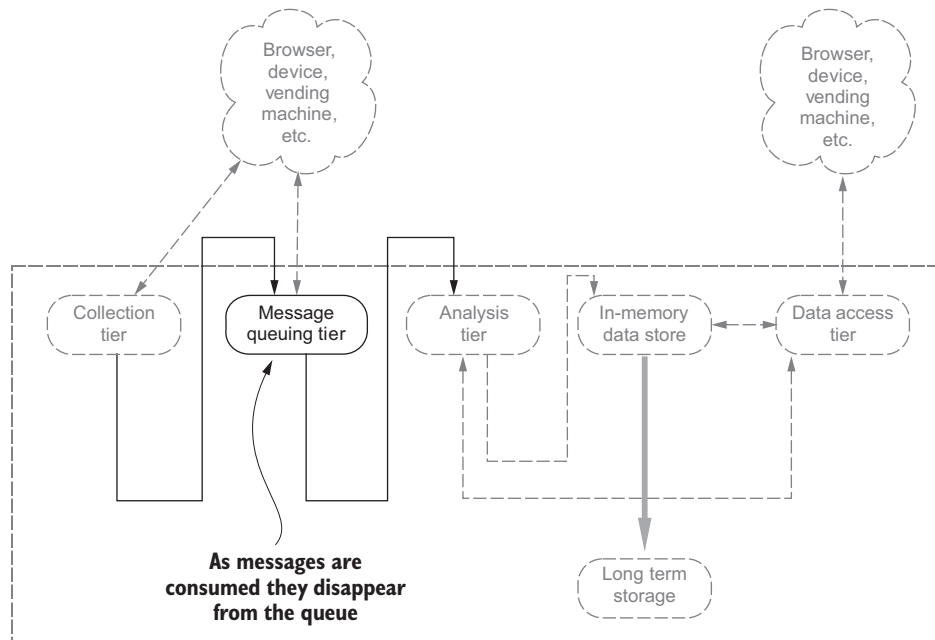 Browser,
device,
vending
machine,
etc.
Browser,
device,
vending
machine,
etc.
Collection
tier
Message
queuing tier
Analysis
tier
In-memory
data store
Data access
tier
As messages are
consumed they disappear
from the queue
Long term
storage